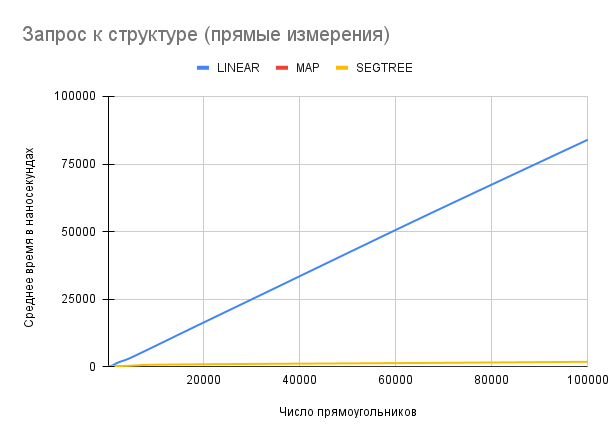 Запрос к структуре (прямые измерения)
LINEAR MAP SEGTREE
Среднее время в наносекундах
100000
75000
50000
25000
0
20000 40000 60000 80000 100000
Число прямоугольников